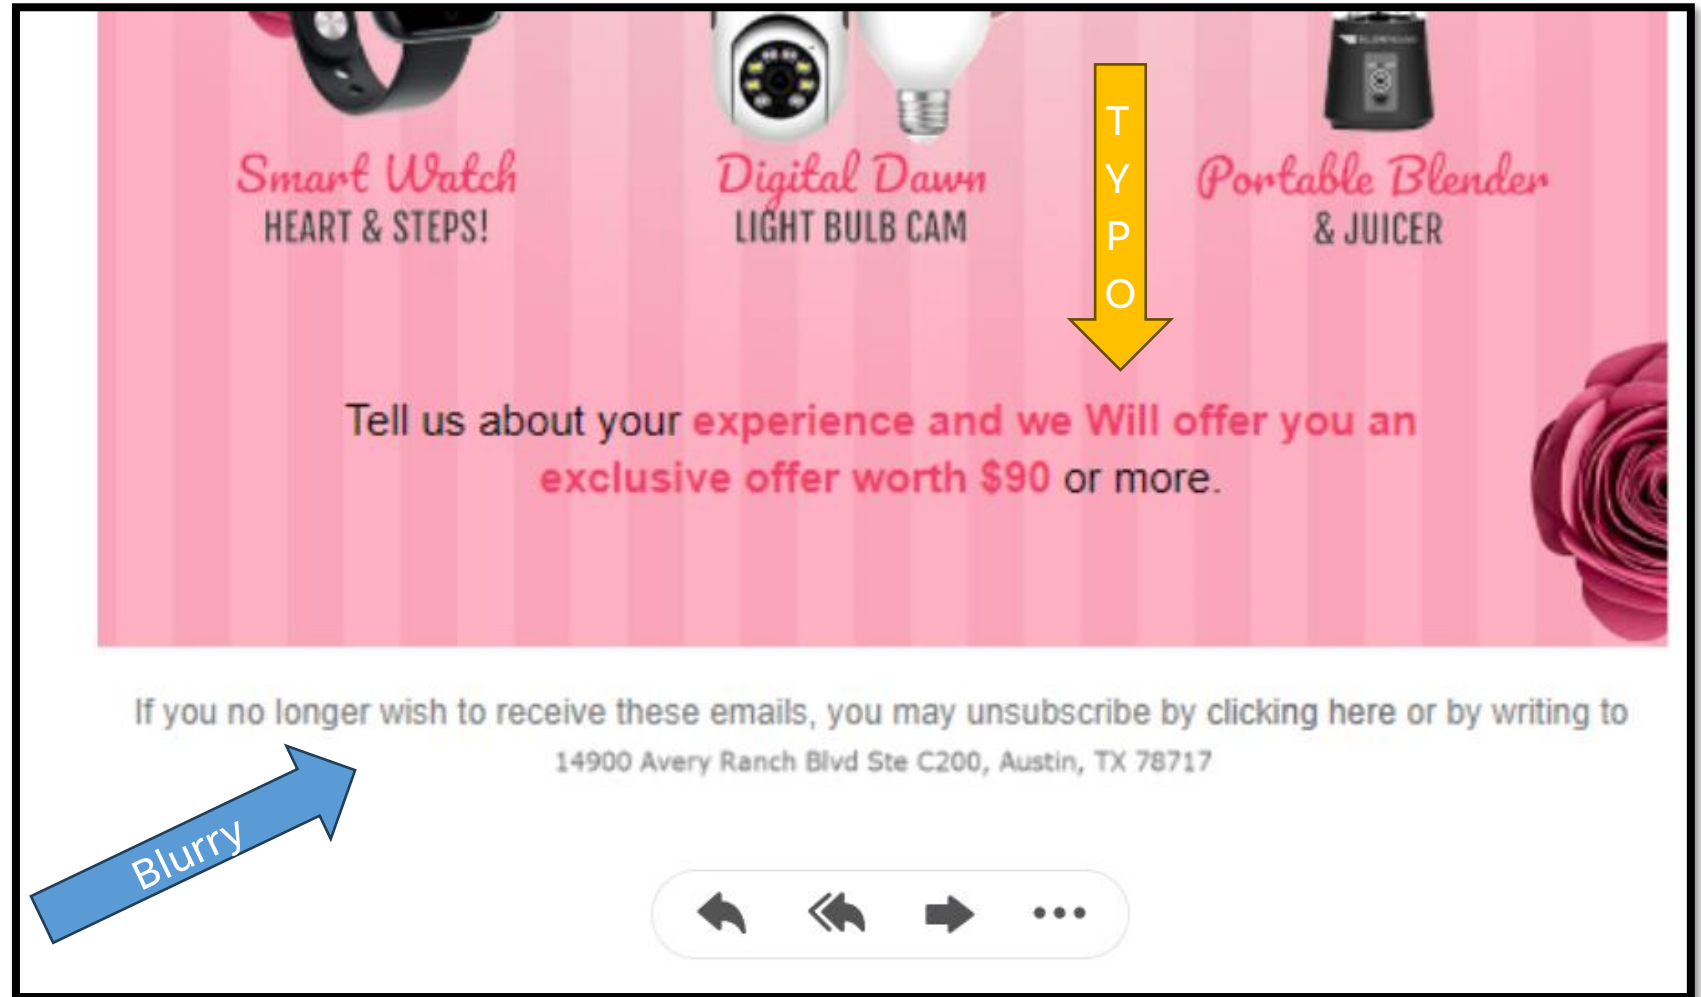 Smart Watch
HEART & STEPS!
Digital Dawn
LIGHT BULB CAM
Portable Blender
& JUICER
T
Y
P
O
Tell us about your experience and we Will offer you an
exclusive offer worth $90 or more.
If you no longer wish to receive these emails, you may unsubscribe by clicking here or by writing to
14900 Avery Ranch Blvd Ste C200, Austin, TX 78717
Blurry